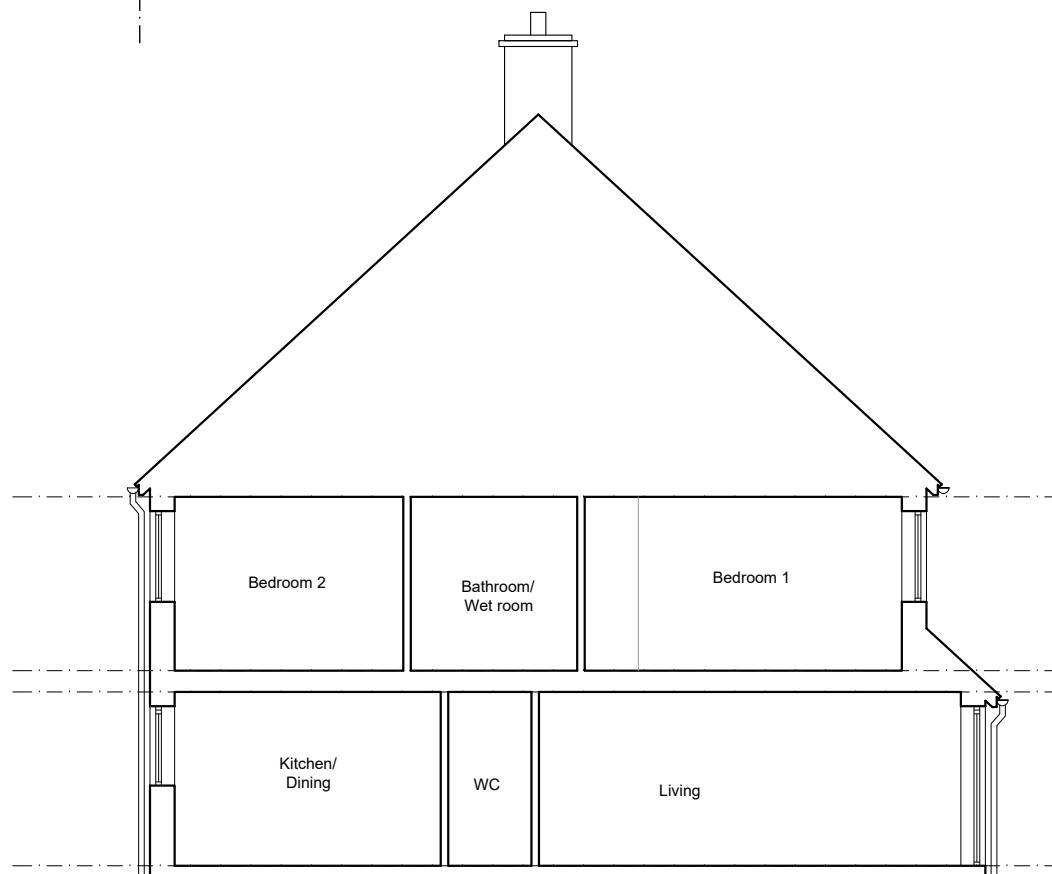 Bedroom 2
Bathroom/
Wet room
Bedroom 1
Kitchen/
Dining
WC
Living